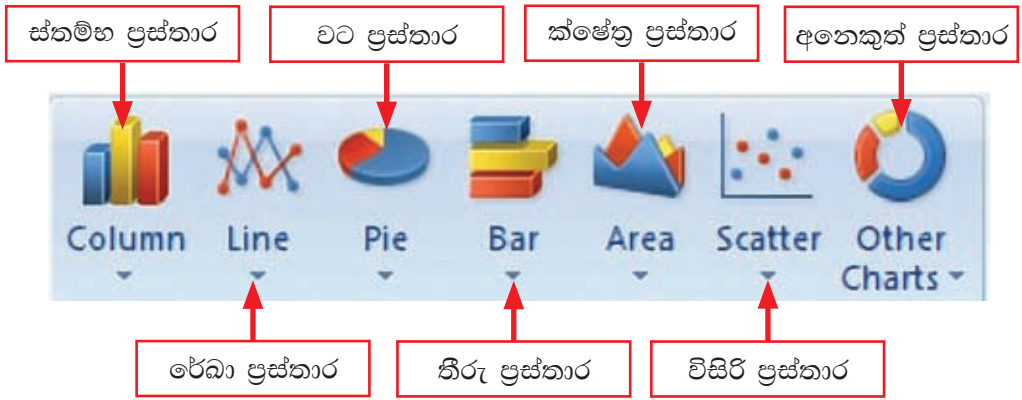 ස්තම්භ ප්‍රස්තාර
වට ප්‍රස්තාර
ක්ෂේත්‍ර ප්‍රස්තාර
අනෙකුත් ප්‍රස්තාර
Column
Line
Pie
Bar
Area
Scatter
Other
Charts
රේඛා ප්‍රස්තාර
තීරු ප්‍රස්තාර
විසිරි ප්‍රස්තාර